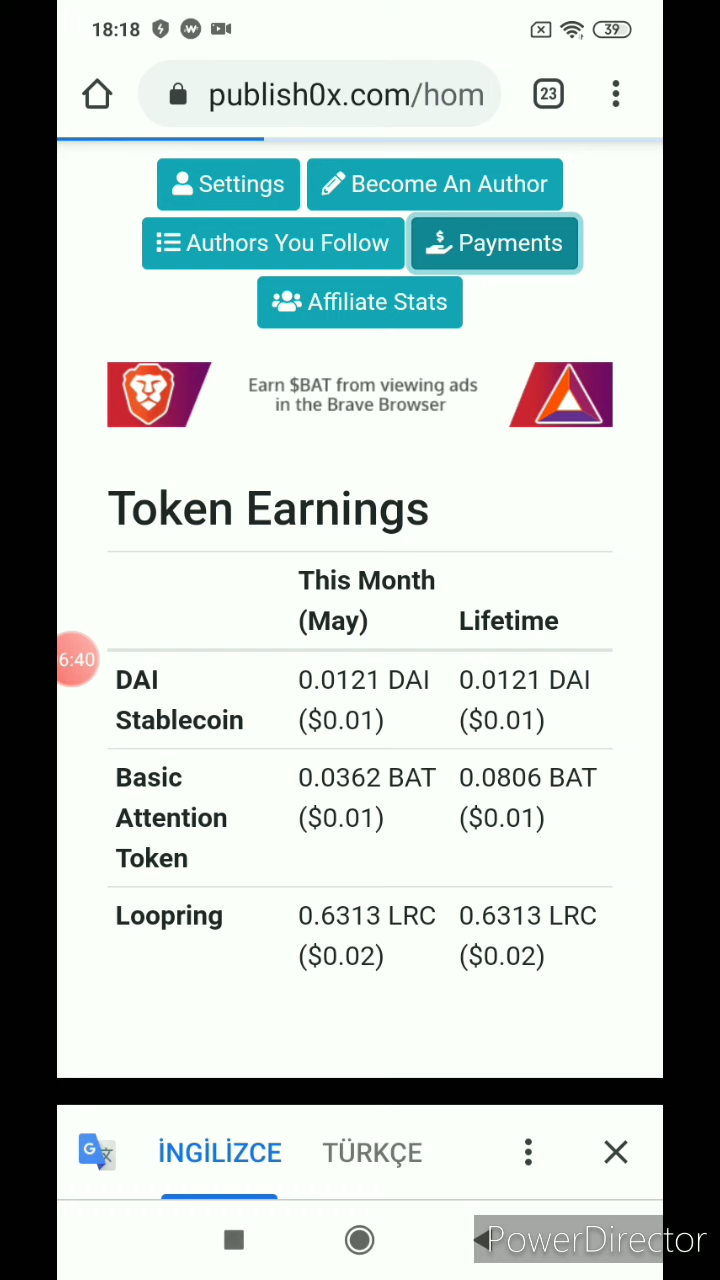 18:18
39
publish0x.com/hom
23
Settings
Become An Author
Authors You Follow
Payments
Affiliate Stats
Earn $BAT from viewing ads
in the Brave Browser
Token Earnings
This Month
(May) Lifetime
DAI 0.0121 DAI 0.0121 DAI
Stablecoin ($0.01) ($0.01)
Basic 0.0362 BAT 0.0806 BAT
Attention ($0.01) ($0.01)
Token
Loopring 0.6313 LRC 0.6313 LRC
($0.02) ($0.02)
6:40
İNGİLİZCE TÜRKÇE
PowerDirector